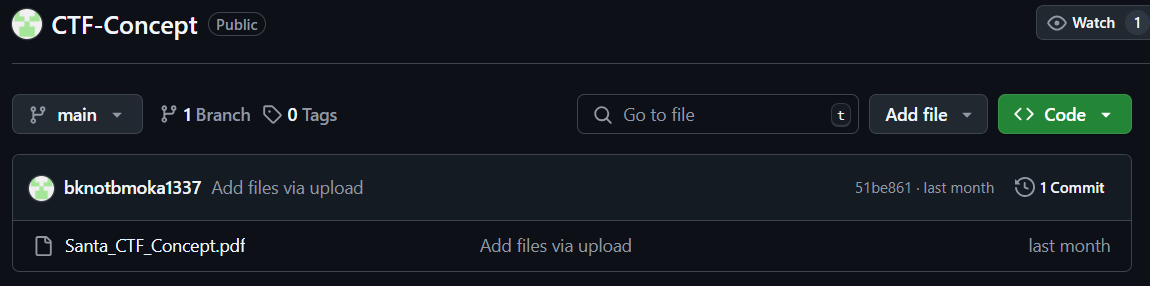 CTF-Concept Public Watch 1
main 1 Branch 0 Tags Go to file t Add file Code
bknotbmoka1337 Add files via upload 51be861 · last month 1 Commit
Santa_CTF_Concept.pdf Add files via upload last month